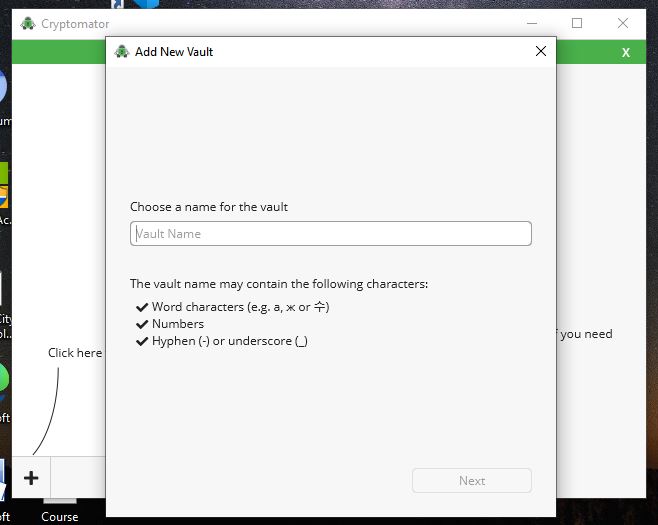 Cryptomator
Add New Vault
X
Choose a name for the vault
Vault Name
The vault name may contain the following characters:
Word characters (e.g. a, ж or 수)
Numbers
Hyphen (-) or underscore (_)
f you need
Click here
Next
Course